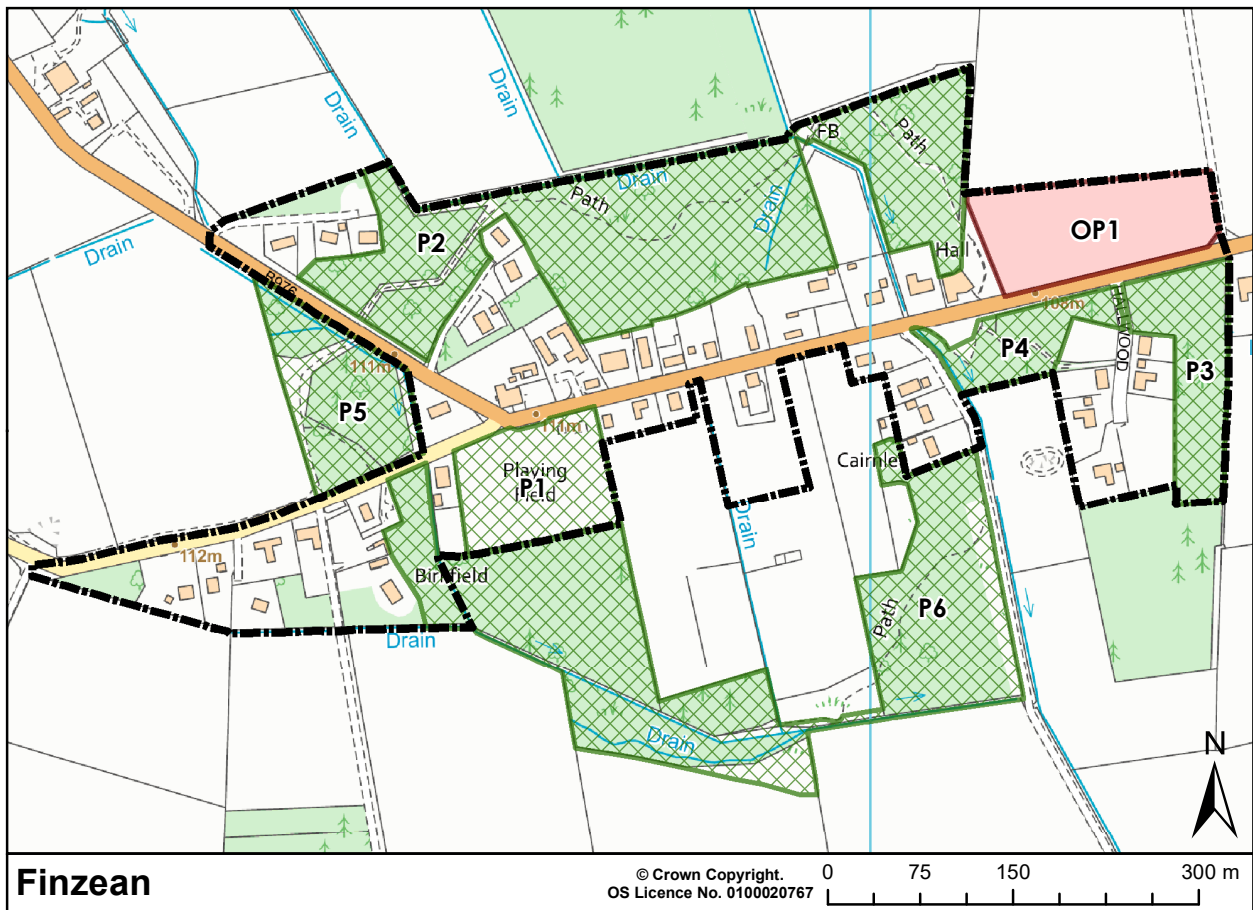 Drain
Drain
Drain
FB
Path
Drain
Path
Drain
OP1
P2
Hall
Drain
B976
108m
HALLWOOD
111m
P4
P3
P5
111m
Cairnle
Playing
Field
P1
Drain
112m
Birkfield
Path
P6
Drain
Drain
N
Finzean
© Crown Copyright.
OS Licence No. 0100020767
0 75 150 300 m